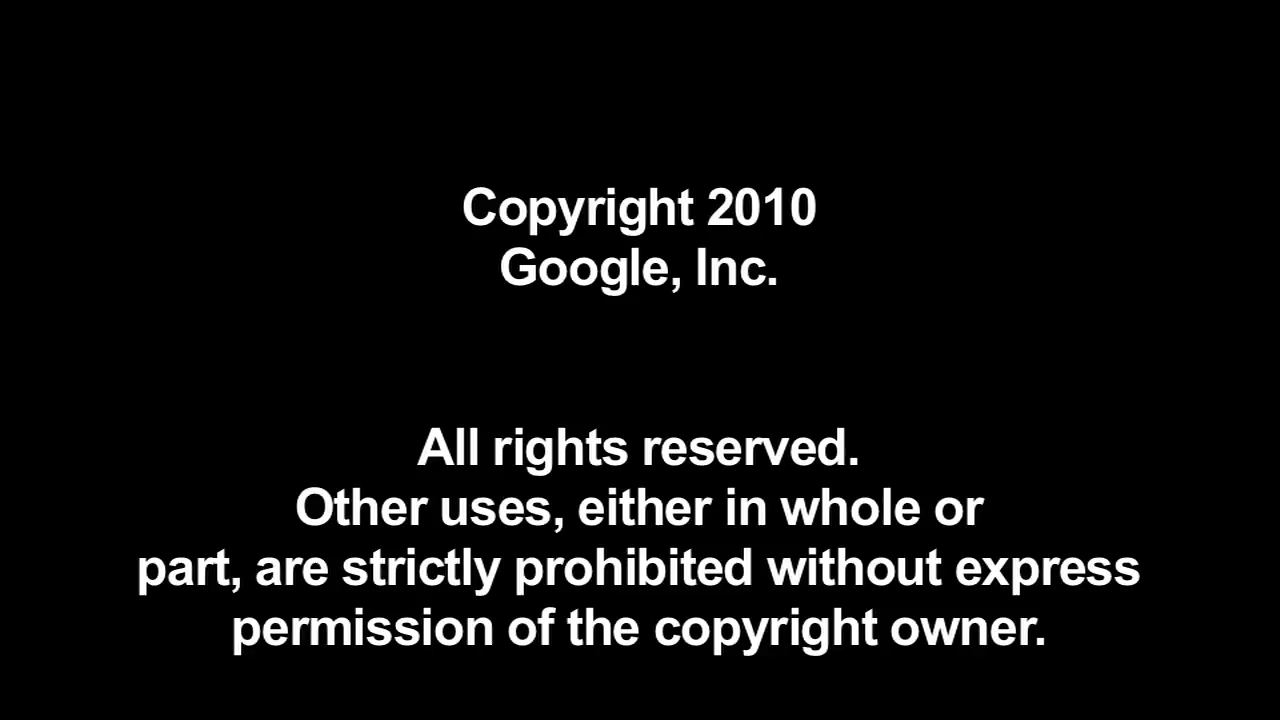 Copyright 2010
Google, Inc.
All rights reserved.
Other uses, either in whole or
part, are strictly prohibited without express
permission of the copyright owner.